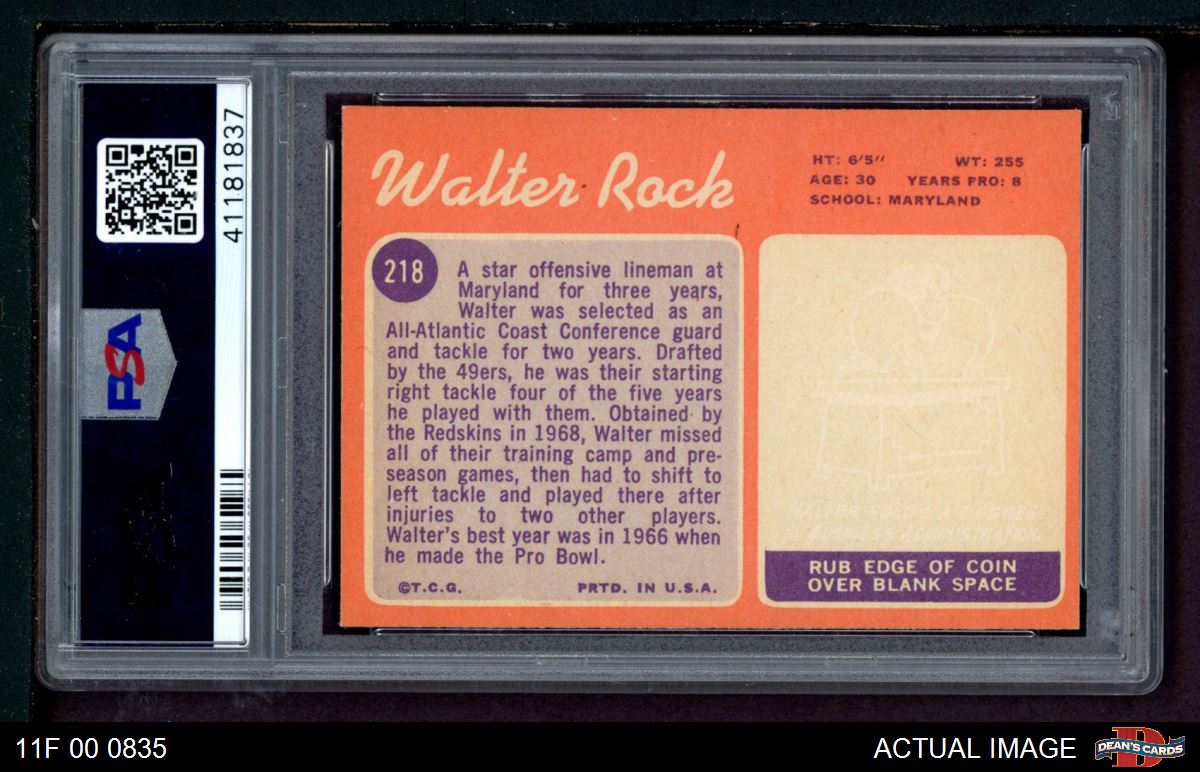 41181837
PSA
Walter Rock
HT: 6'5"
WT: 255
AGE: 30
YEARS PRO: 8
SCHOOL: MARYLAND
218
A star offensive lineman at
Maryland for three years,
Walter was selected as an
All-Atlantic Coast Conference guard
and tackle for two years. Drafted
by the 49ers, he was their starting
right tackle four of the five years
he played with them. Obtained by
the Redskins in 1968, Walter missed
all of their training camp and pre-
season games, then had to shift to
left tackle and played there after
injuries to two other players.
Walter's best year was in 1966 when
he made the Pro Bowl.
©T.C.G.
PRTD. IN U.S.A.
RUB EDGE OF COIN
OVER BLANK SPACE
11F 00 0835
ACTUAL IMAGE
D
DEAN'S CARDS